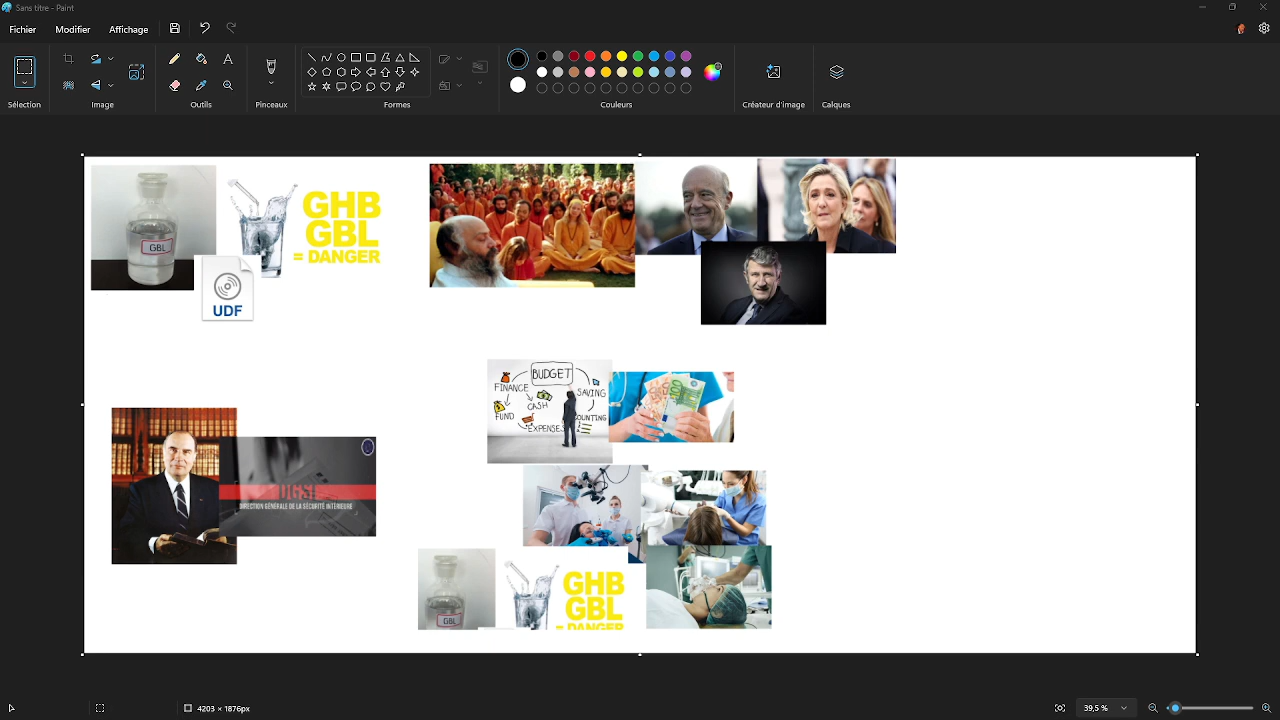 Sans titre - Paint
Fichier
Modifier
Affichage
Sélection
Image
Outils
Pinceaux
Formes
Couleurs
Créateur d'image
Calques
GBL
GHB
GBL
= DANGER
UDF
BUDGET
FINANCE
SAVING
CASH
FUND
COUNTING
EXPENSES
DGSI
DIRECTION GÉNÉRALE DE LA SÉCURITÉ INTÉRIEURE
GBL
GHB
GBL
= DANGER
4203 × 1876px
39,5 %